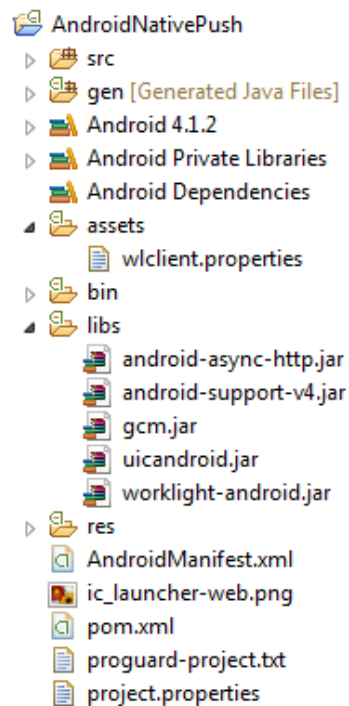 AndroidNativePush
src
gen [Generated Java Files]
Android 4.1.2
Android Private Libraries
Android Dependencies
assets
wlclient.properties
bin
libs
android-async-http.jar
android-support-v4.jar
gcm.jar
uicandroid.jar
worklight-android.jar
res
AndroidManifest.xml
ic_launcher-web.png
pom.xml
proguard-project.txt
project.properties